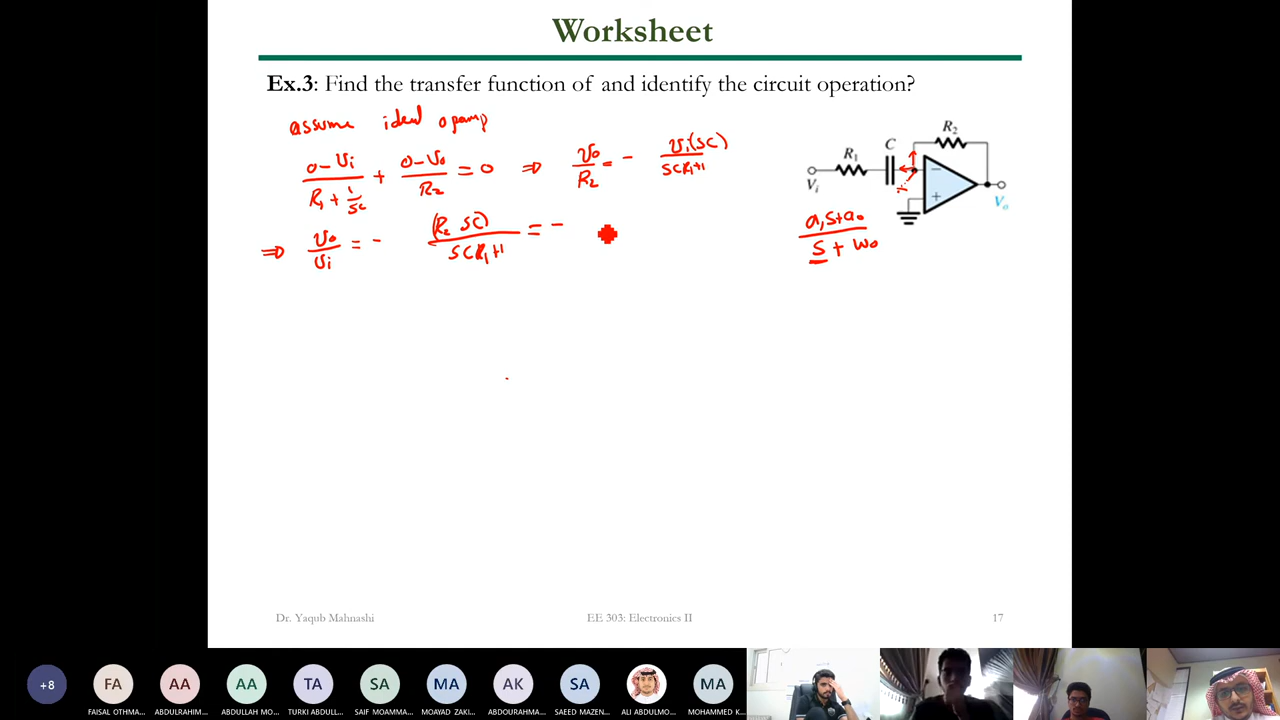 Worksheet
Ex.3: Find the transfer function of and identify the circuit operation?
assume ideal opamp
(0 - Vi)/(R1 + 1/SC) + (0 - Vo)/R2 = 0 ⇒ Vo/R2 = - Vi(SC)/(SCR1+1)
⇒ Vo/Vi = - (R2 SC)/(SCR1+1) = -
R2
C
R1
Vi
−
+
Vo
(a1S+ao)/(S + Wo)
Dr. Yaqub Mahnashi
EE 303: Electronics II
17
+8
FA
AA
AA
TA
SA
MA
AK
SA
MA
FAISAL OTHMA...
ABDULRAHIM...
ABDULLAH MO...
TURKI ABDULL...
SAIF MOAMMA...
MOAYAD ZAKI...
ABDOURAHMA...
SAEED MAZEN...
ALI ABDULMO...
MOHAMMED K...